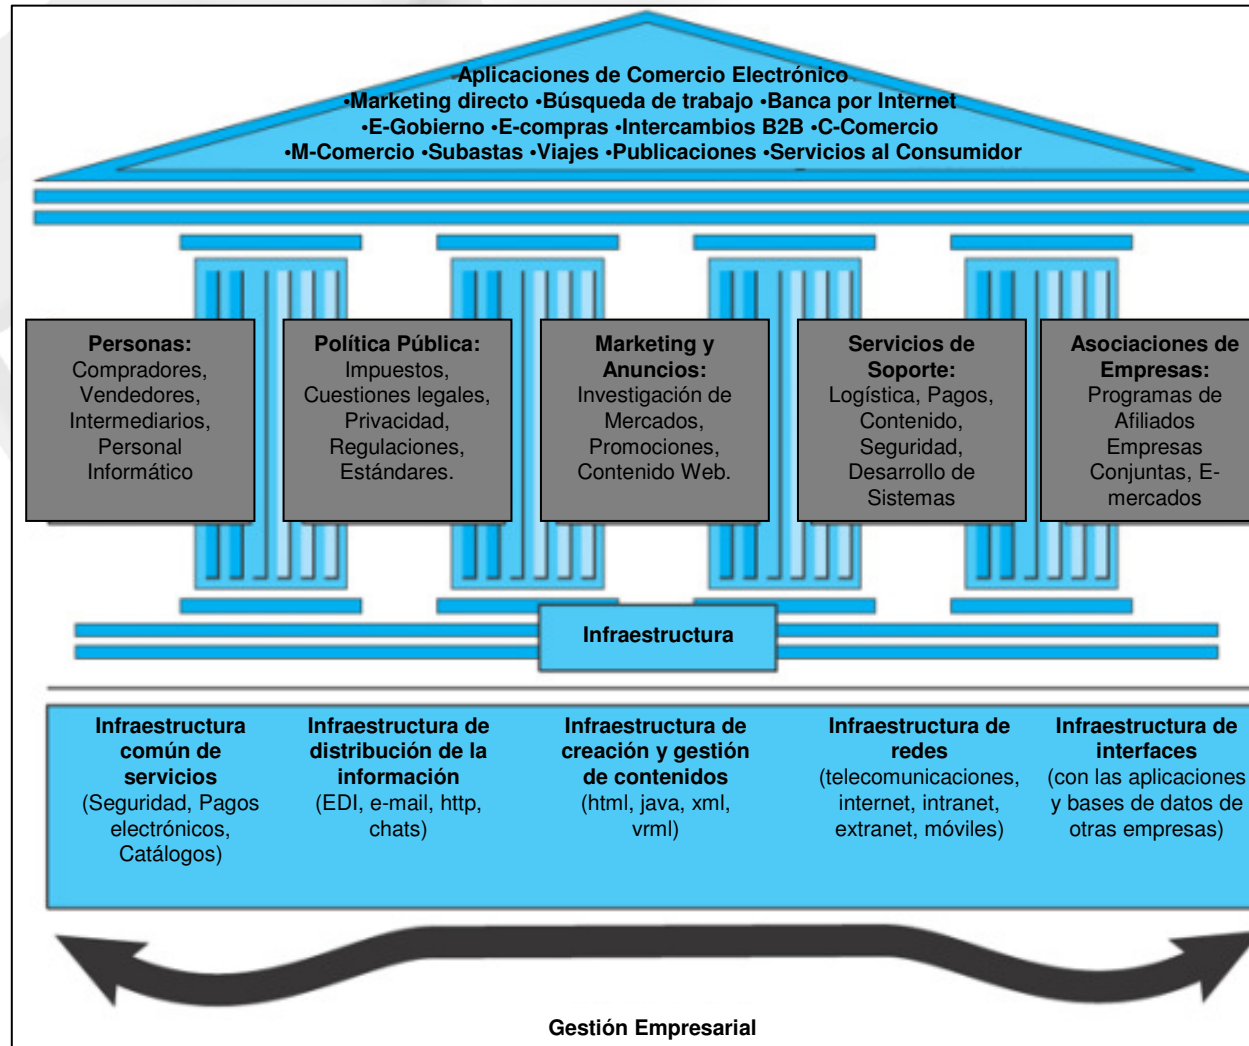 Aplicaciones de Comercio Electrónico
•Marketing directo •Búsqueda de trabajo •Banca por Internet
•E-Gobierno •E-compras •Intercambios B2B •C-Comercio
•M-Comercio •Subastas •Viajes •Publicaciones •Servicios al Consumidor
Personas:
Compradores,
Vendedores,
Intermediarios,
Personal
Informático
Política Pública:
Impuestos,
Cuestiones legales,
Privacidad,
Regulaciones,
Estándares.
Marketing y
Anuncios:
Investigación de
Mercados,
Promociones,
Contenido Web.
Servicios de
Soporte:
Logística, Pagos,
Contenido,
Seguridad,
Desarrollo de
Sistemas
Asociaciones de
Empresas:
Programas de
Afiliados
Empresas
Conjuntas, E-
mercados
Infraestructura
Infraestructura
común de
servicios
(Seguridad, Pagos
electrónicos,
Catálogos)
Infraestructura de
distribución de la
información
(EDI, e-mail, http,
chats)
Infraestructura de
creación y gestión
de contenidos
(html, java, xml,
vrml)
Infraestructura de
redes
(telecomunicaciones,
internet, intranet,
extranet, móviles)
Infraestructura de
interfaces
(con las aplicaciones
y bases de datos de
otras empresas)
Gestión Empresarial